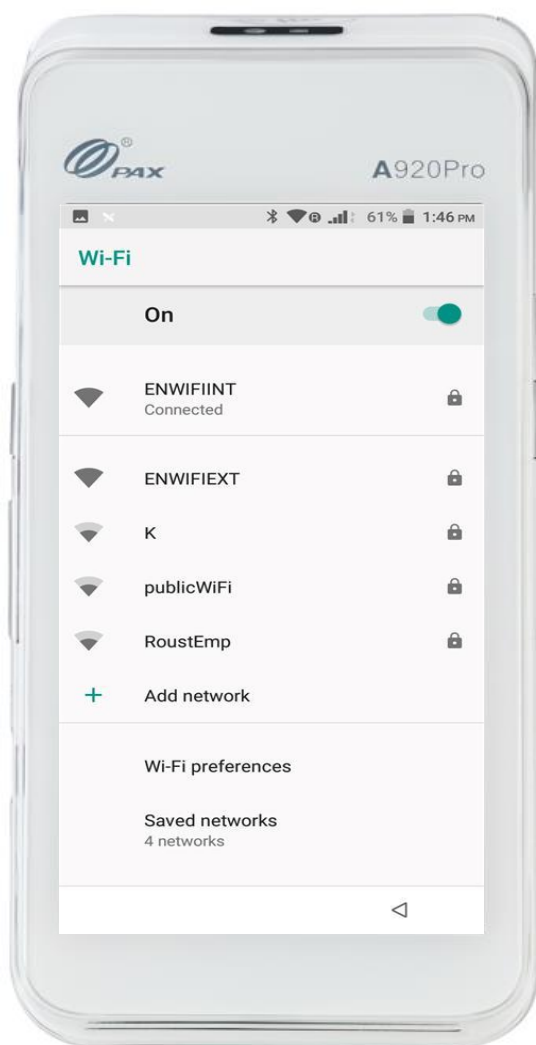 PAX®
A920Pro
R 61% 1:46 PM
Wi-Fi
On
ENWIFIINT
Connected
ENWIFIEXT
K
publicWiFi
RoustEmp
+ Add network
Wi-Fi preferences
Saved networks
4 networks